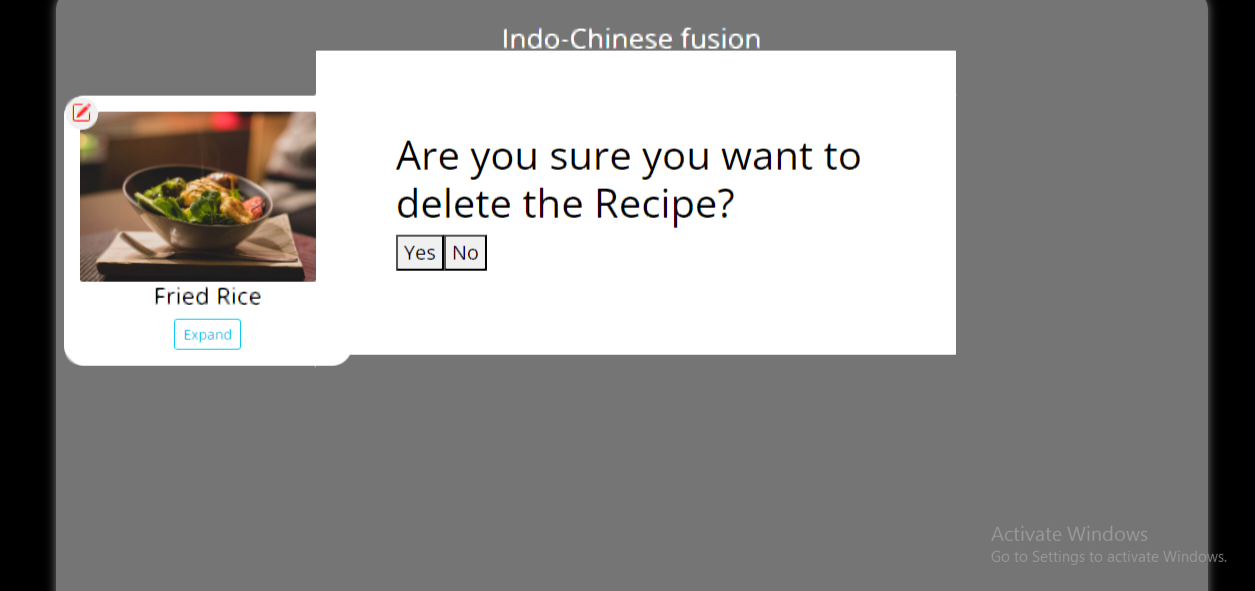 Indo-Chinese fusion
Are you sure you want to
delete the Recipe?
Yes No
Fried Rice
Expand
Activate Windows
Go to Settings to activate Windows.